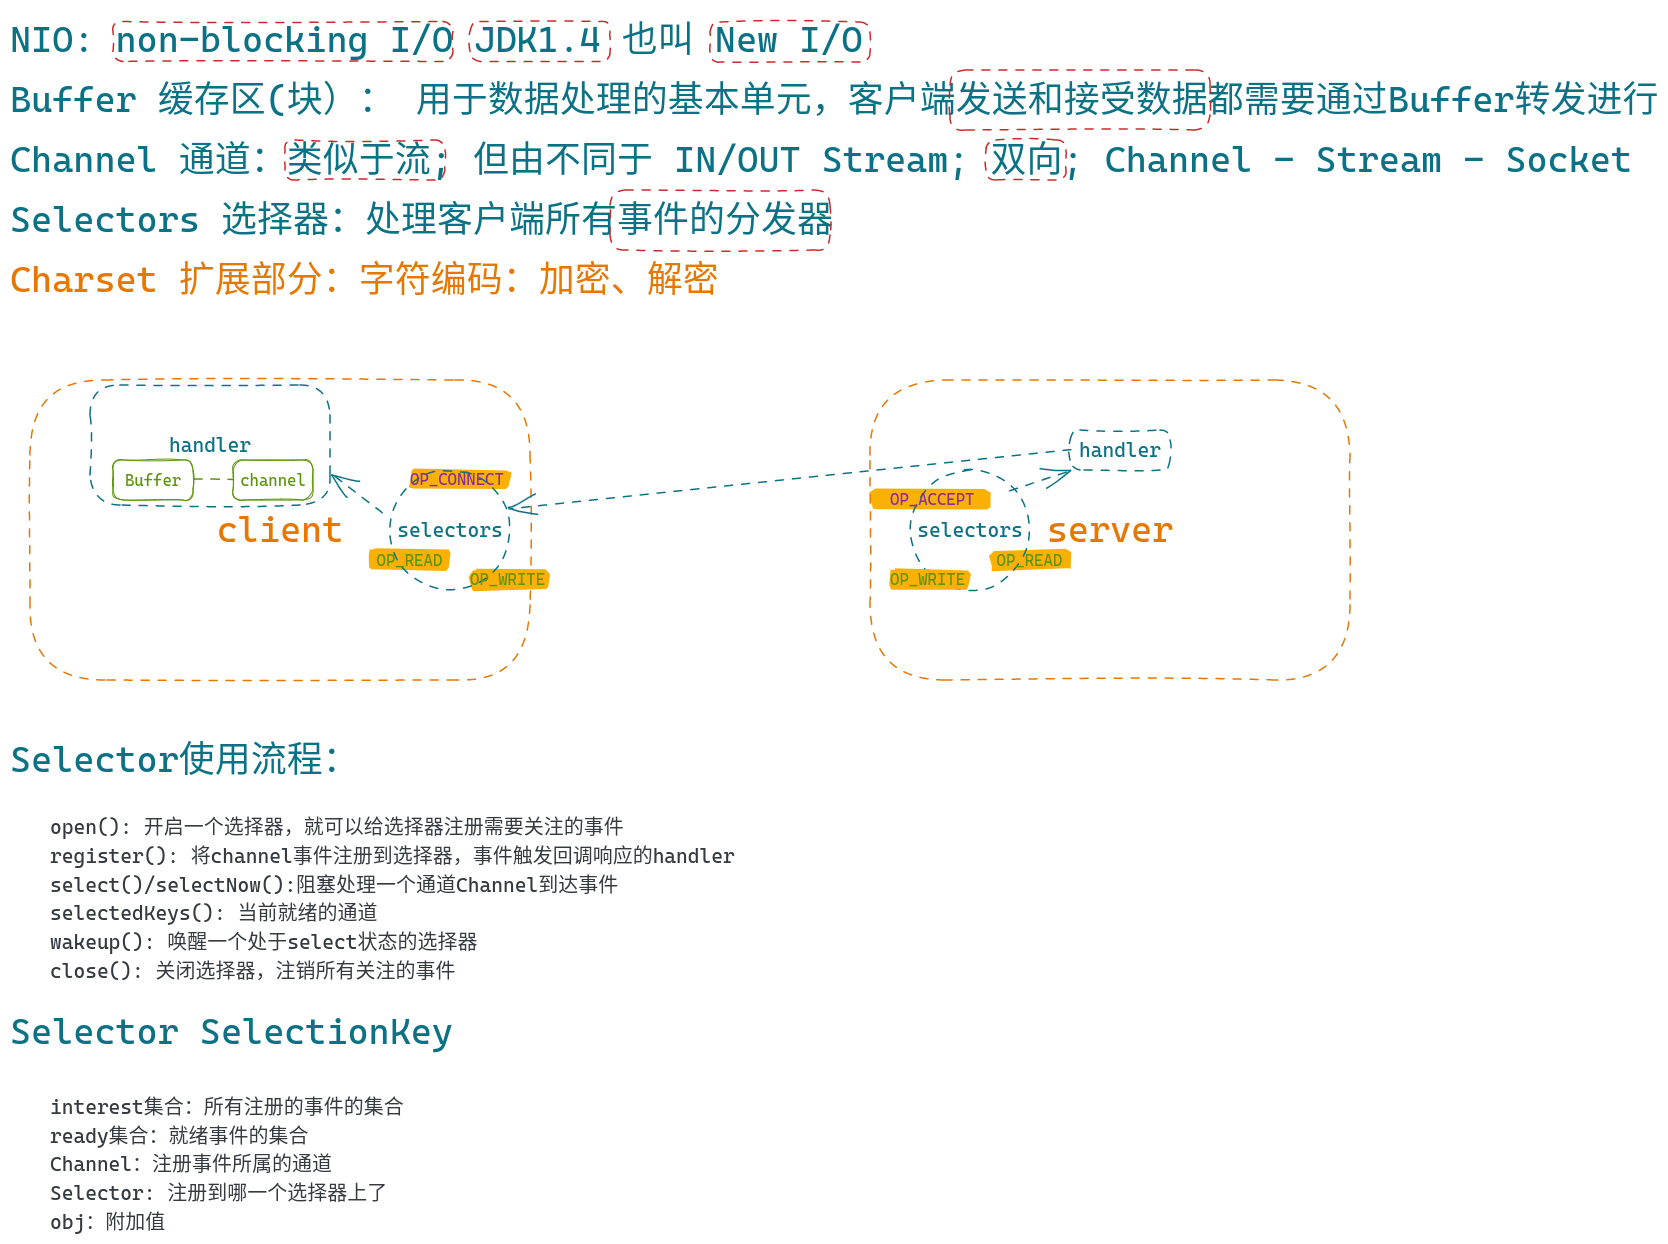 NIO: non-blocking I/O JDK1.4 也叫 New I/O
Buffer 缓存区(块）： 用于数据处理的基本单元，客户端发送和接受数据都需要通过Buffer转发进行
Channel 通道：类似于流； 但由不同于 IN/OUT Stream; 双向; Channel - Stream - Socket
Selectors 选择器：处理客户端所有事件的分发器
Charset 扩展部分：字符编码：加密、解密
handler
Buffer
channel
client
OP_CONNECT
selectors
OP_READ
OP_WRITE
handler
OP_ACCEPT
selectors
server
OP_READ
OP_WRITE
Selector使用流程：
open(): 开启一个选择器，就可以给选择器注册需要关注的事件
register(): 将channel事件注册到选择器，事件触发回调响应的handler
select()/selectNow():阻塞处理一个通道Channel到达事件
selectedKeys(): 当前就绪的通道
wakeup(): 唤醒一个处于select状态的选择器
close(): 关闭选择器，注销所有关注的事件
Selector SelectionKey
interest集合：所有注册的事件的集合
ready集合：就绪事件的集合
Channel：注册事件所属的通道
Selector: 注册到哪一个选择器上了
obj：附加值